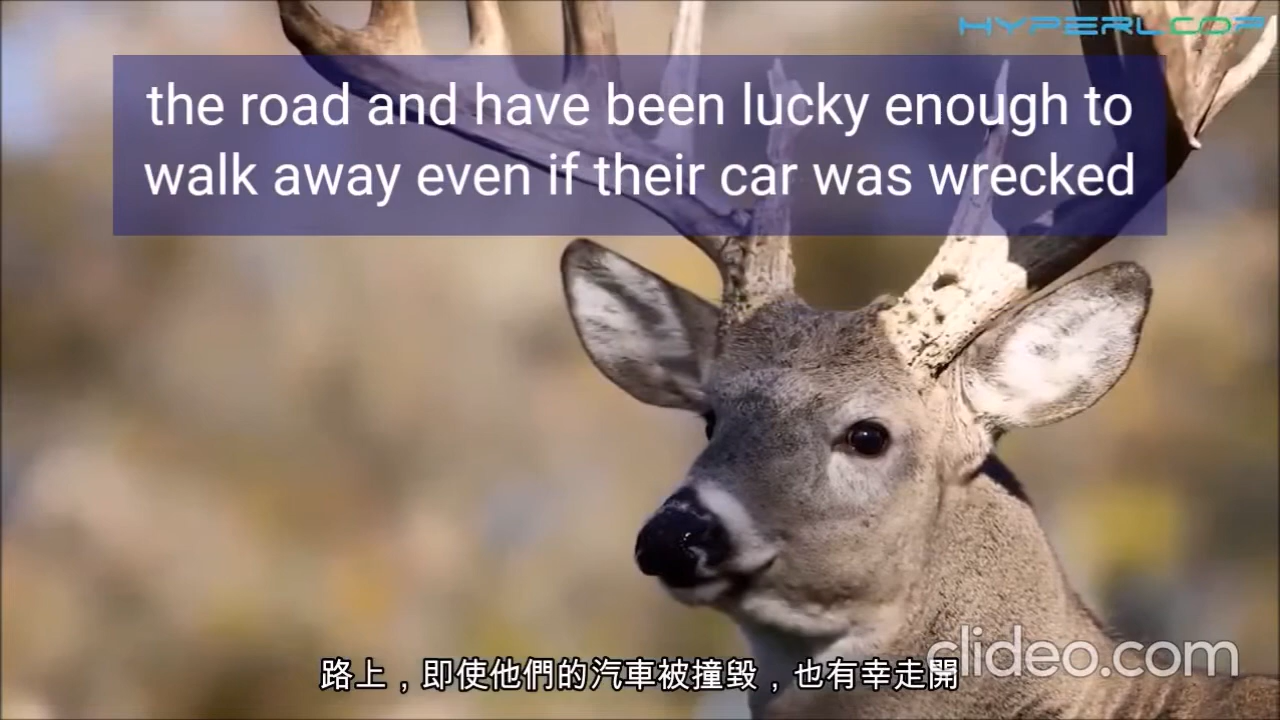 HYPERLOOP
the road and have been lucky enough to
walk away even if their car was wrecked
clideo.com
路上，即使他們的汽車被撞毀，也有幸走開